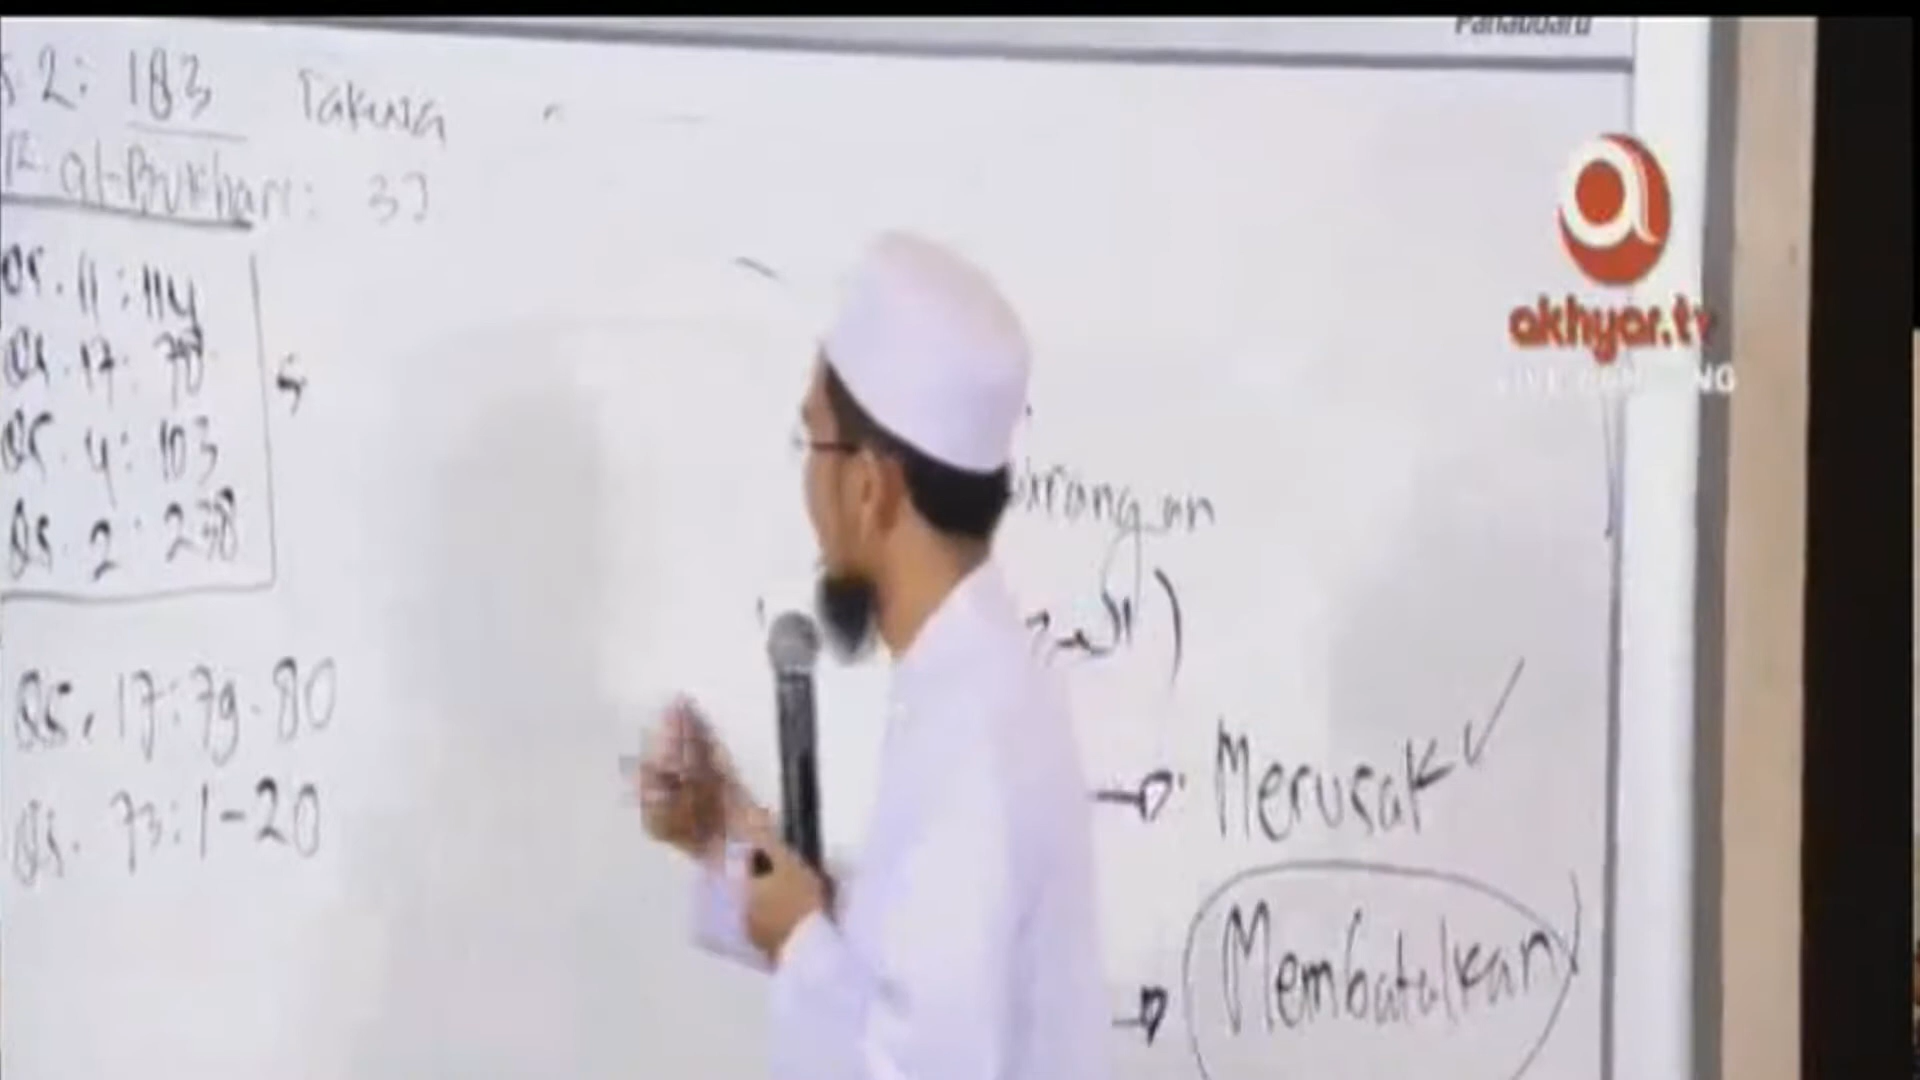 2: 183 Takwa
al-Bukhari: 37
QS. 11: 114
QS. 17: 78
QS. 4: 103
QS. 2: 238
QS. 17: 79-80
QS. 73: 1-20
Merusak
Membatalkan
akhyar.tv